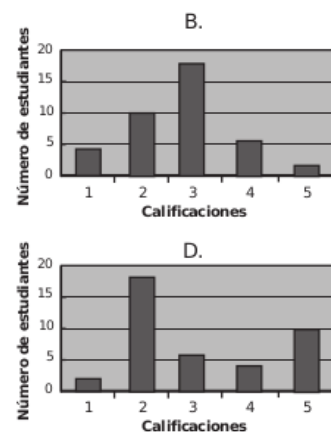 B.
Número de estudiantes
20
15
10
5
0
1 2 3 4 5
Calificaciones
D.
Número de estudiantes
20
15
10
5
0
1 2 3 4 5
Calificaciones